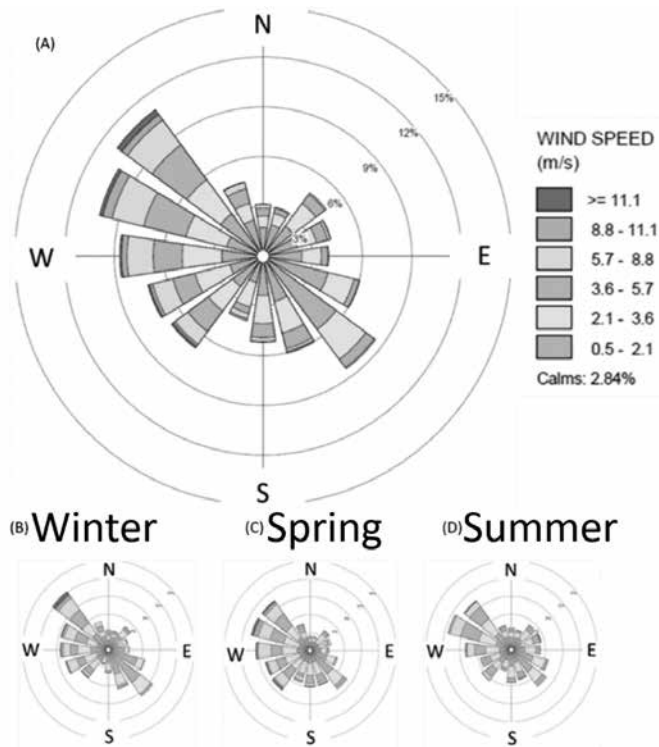 (A)
N
15%
12%
9%
6%
3%
W
E
S
WIND SPEED
(m/s)
>= 11.1
8.8 - 11.1
5.7 - 8.8
3.6 - 5.7
2.1 - 3.6
0.5 - 2.1
Calms: 2.84%
(B) Winter
(C) Spring
(D) Summer
N
N
N
W
E
W
E
W
E
S
S
S